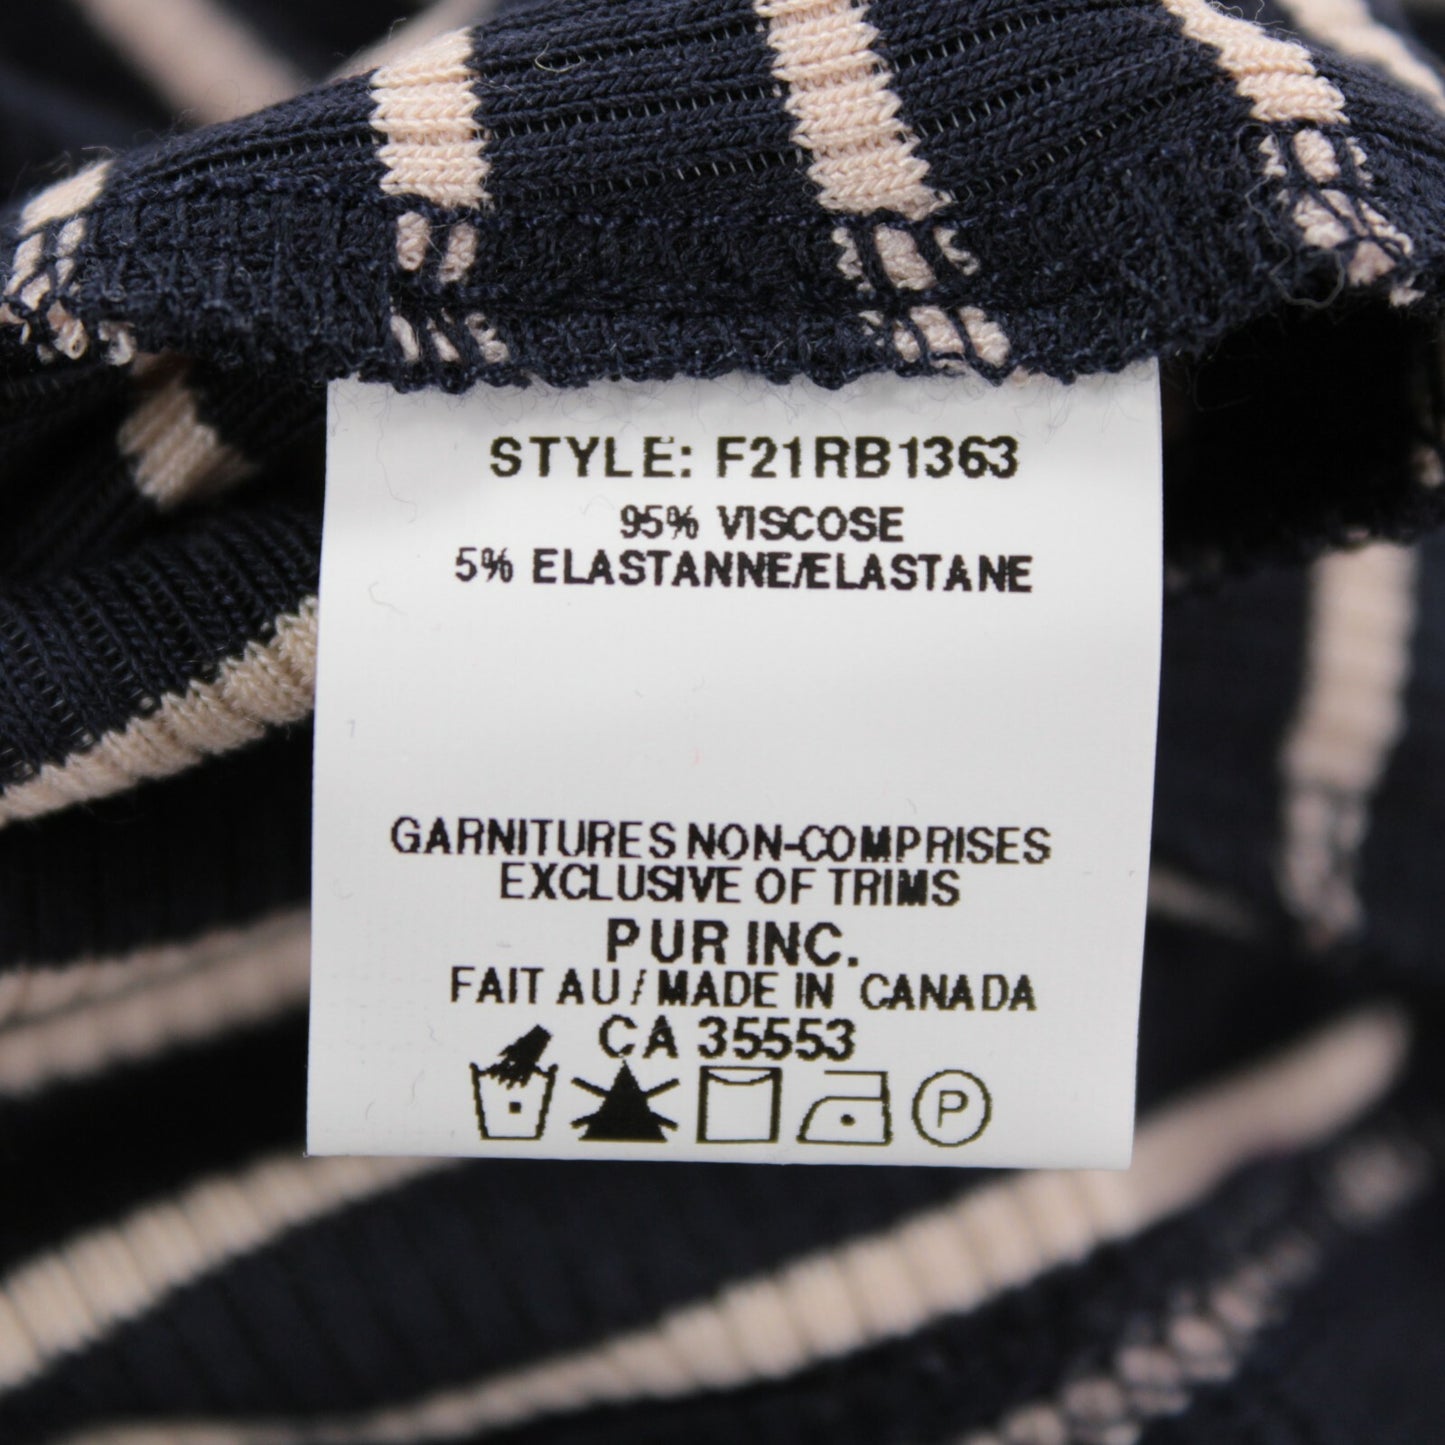 STYLE: F21RB1363
95% VISCOSE
5% ELASTANNE/ELASTANE
GARNITURES NON-COMPRISES
EXCLUSIVE OF TRIMS
PUR INC.
FAIT AU / MADE IN CANADA
CA 35553
P